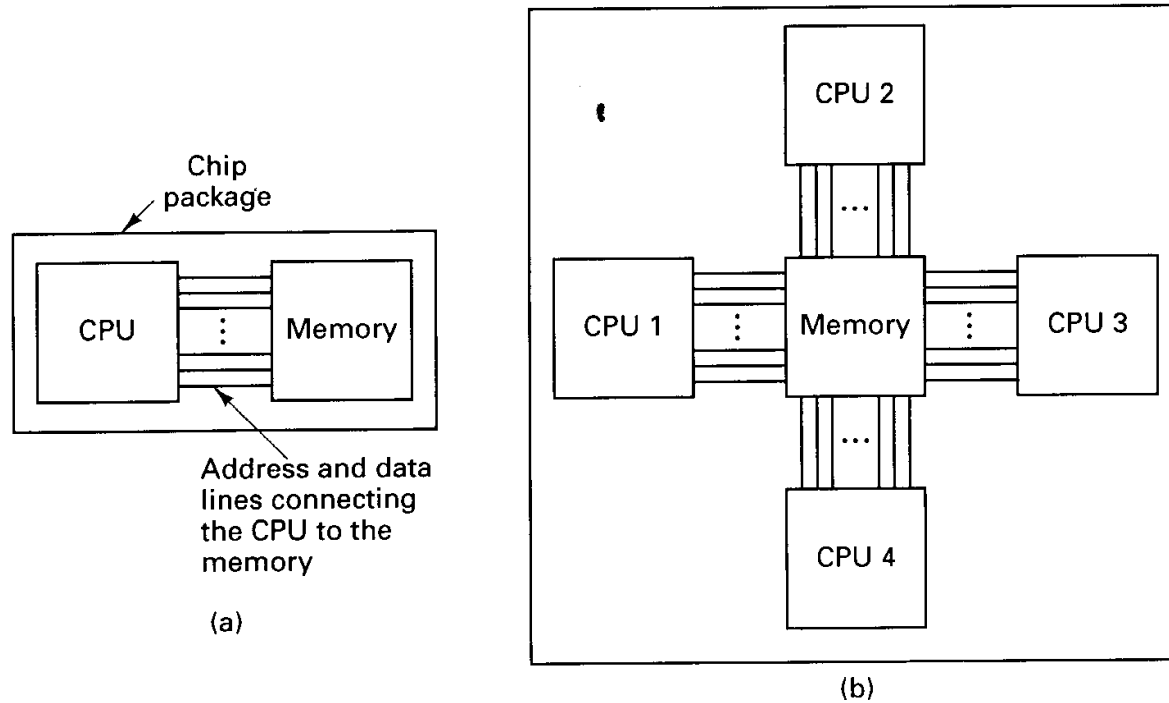 Chip
package
CPU
⋮
Memory
Address and data
lines connecting
the CPU to the
memory
(a)
CPU 2
...
CPU 1
⋮
Memory
⋮
CPU 3
...
CPU 4
(b)